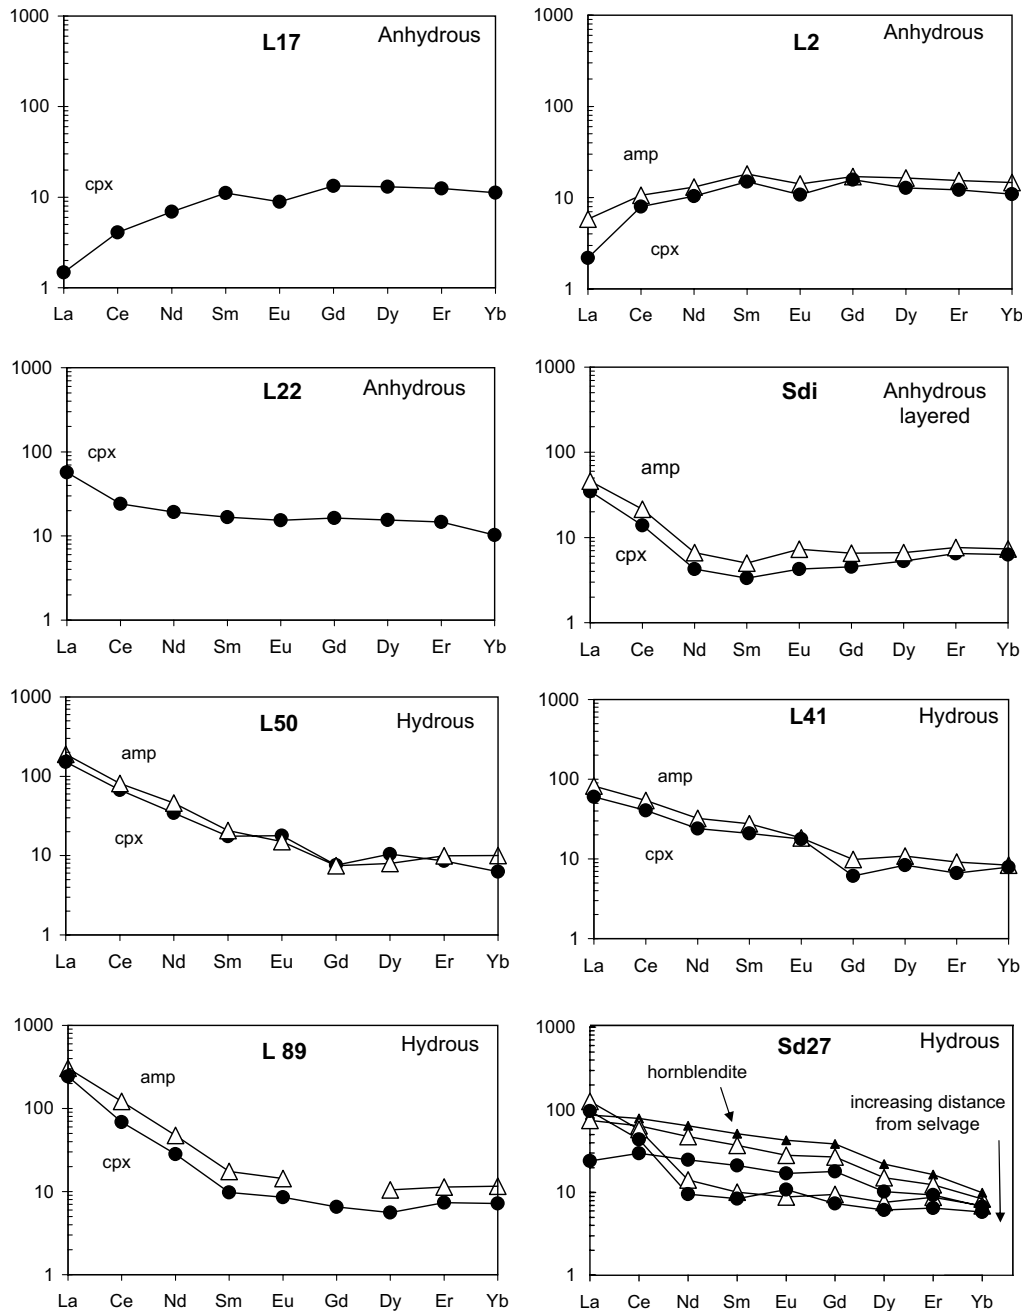 L17
Anhydrous
1000
100
10
1
cpx
La Ce Nd Sm Eu Gd Dy Er Yb
L2
Anhydrous
1000
100
10
1
amp
cpx
La Ce Nd Sm Eu Gd Dy Er Yb
L22
Anhydrous
1000
100
10
1
cpx
La Ce Nd Sm Eu Gd Dy Er Yb
Sdi
Anhydrous
layered
1000
100
10
1
amp
cpx
La Ce Nd Sm Eu Gd Dy Er Yb
L50
Hydrous
1000
100
10
1
amp
cpx
La Ce Nd Sm Eu Gd Dy Er Yb
L41
Hydrous
1000
100
10
1
amp
cpx
La Ce Nd Sm Eu Gd Dy Er Yb
L 89
Hydrous
1000
100
10
1
amp
cpx
La Ce Nd Sm Eu Gd Dy Er Yb
Sd27
Hydrous
1000
100
10
1
hornblendite
increasing distance
from selvage
La Ce Nd Sm Eu Gd Dy Er Yb